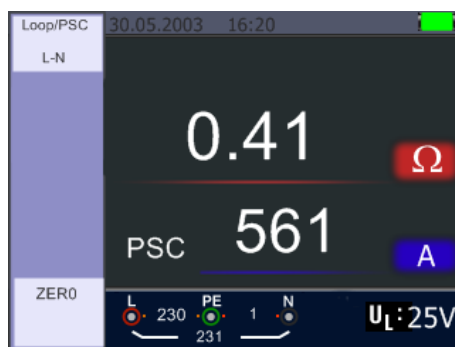 Loop/PSC 30.05.2003 16:20
L-N
0.41 Ω
PSC 561 A
ZER0
L PE N
230 1
231
UL: 25V